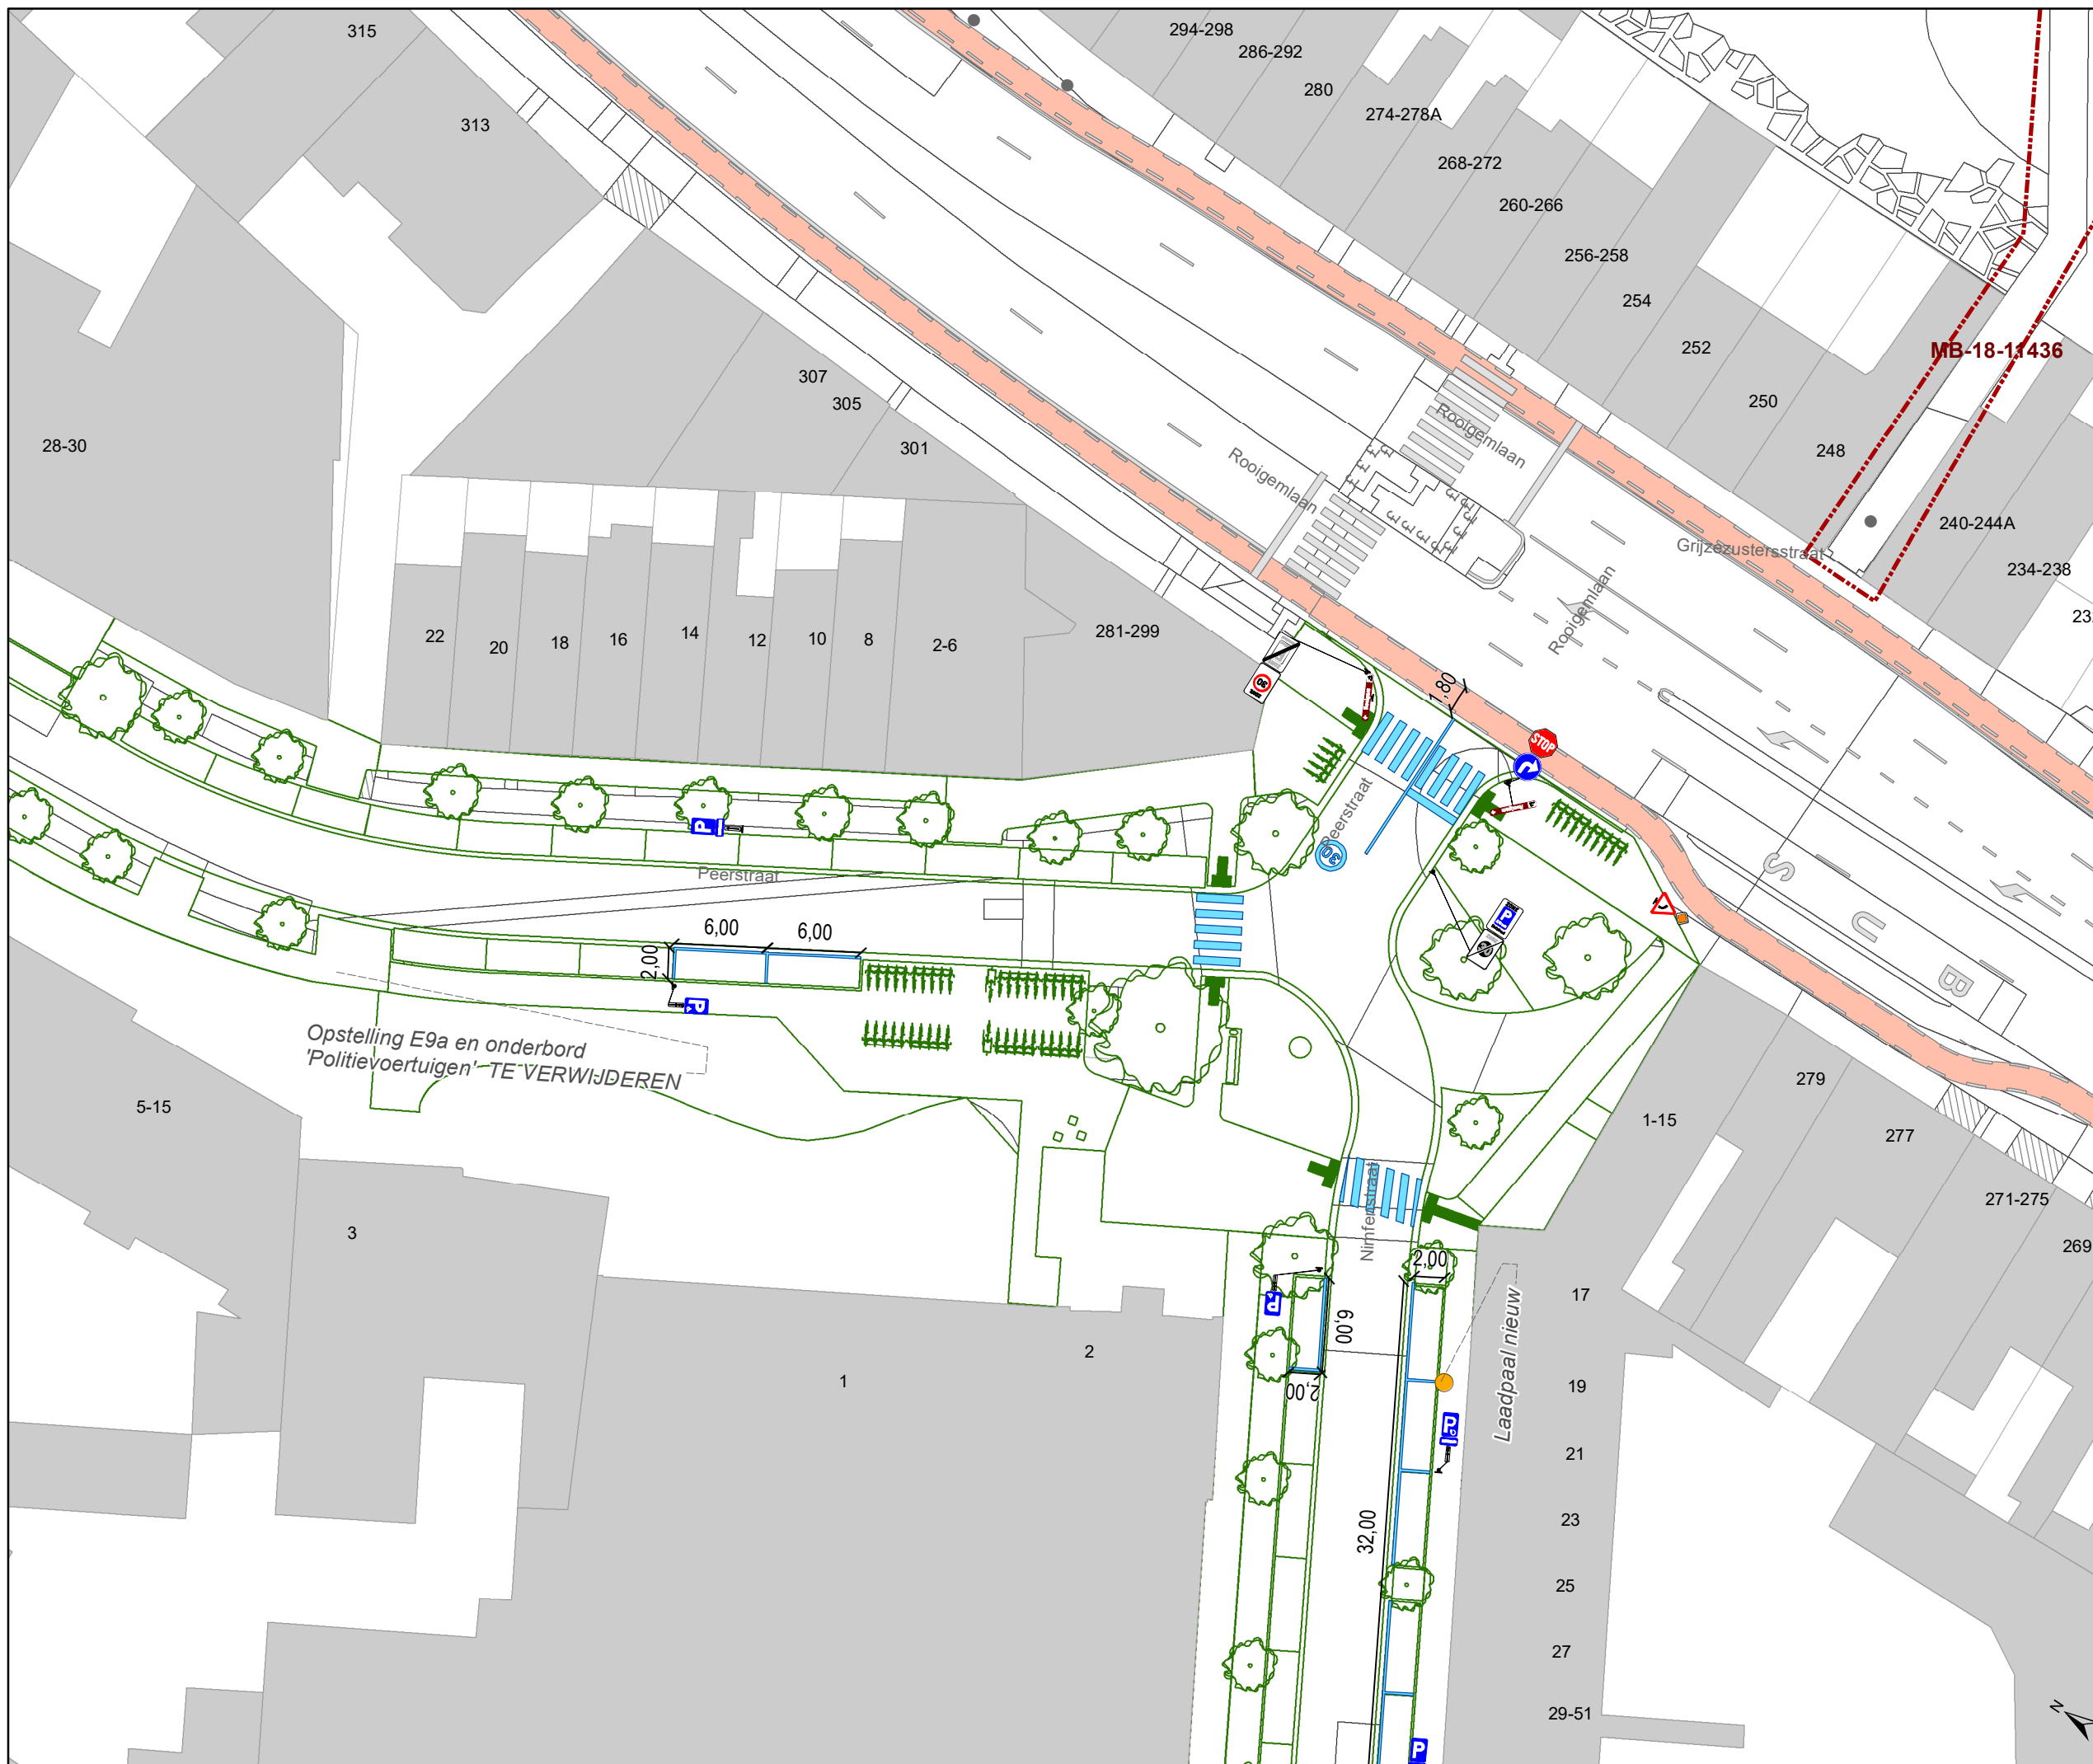 315
313
294-298
286-292
280
274-278A
268-272
260-266
256-258
254
252
250
248
MB-18-11436
240-244A
234-238
Grijzezustersstraat
Rooigemlaan
Rooigemlaan
Rooigemlaan
307
305
301
28-30
22
20
18
16
14
12
10
8
2-6
281-299
30
1,80
STOP
Peerstraat
30
P
Peerstraat
6,00
6,00
2,00
P
P
BUS
Opstelling E9a en onderbord
'Politievoertuigen' TE VERWIJDEREN
5-15
3
1
2
Nimfenstraat
2,00
6,00
2,00
32,00
P
P
P
Laadpaal nieuw
1-15
279
277
271-275
269
17
19
21
23
25
27
29-51
N